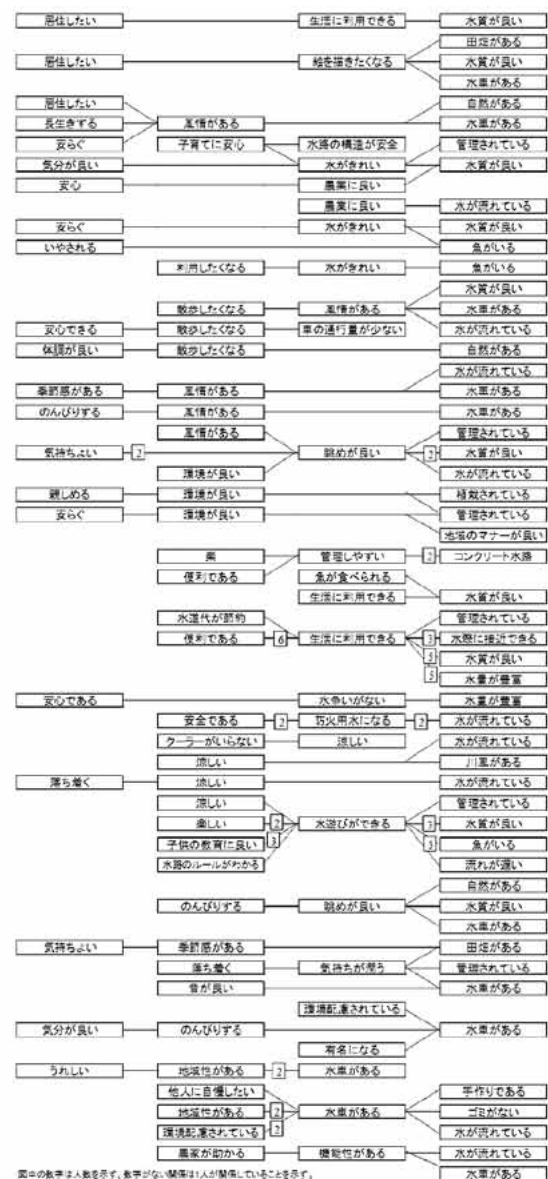 居住したい 生活に利用できる 水質が良い
田畑がある
居住したい 絵を描きたくなる 水質が良い
水車がある
居住したい 自然がある
長生きする 風情がある 水車がある
安らぐ 子育てに安心 水路の構造が安全 管理されている
気分が良い 水がきれい 水質が良い
安心 農業に良い
農業に良い 水が流れている
安らぐ 水がきれい 水質が良い
いやされる 魚がいる
利用したくなる 水がきれい 魚がいる
水質が良い
散歩したくなる 風情がある 水車がある
安心できる 散歩したくなる 車の通行量が少ない 水が流れている
体調が良い 散歩したくなる 自然がある
水が流れている
季節感がある 風情がある 水車がある
のんびりする 風情がある 水車がある
風情がある 管理されている
気持ちよい 2 眺めが良い 2 水質が良い
環境が良い 水が流れている
親しめる 環境が良い 植栽されている
安らぐ 環境が良い 管理されている
地域のマナーが良い
楽 管理しやすい 2 コンクリート水路
便利である 魚が食べられる
生活に利用できる 水質が良い
水道代が節約 管理されている
便利である 6 生活に利用できる 3 水際に接近できる
5 水質が良い
5 水量が豊富
安心である 水争いがない 水量が豊富
安全である 2 防火用水になる 2 水が流れている
クーラーがいらない 涼しい 水が流れている
涼しい 川風がある
落ち着く 涼しい 水が流れている
涼しい 管理されている
楽しい 2 水遊びができる 3 水質が良い
子供の教育に良い 3 5 魚がいる
水路のルールがわかる 流れが遅い
自然がある
のんびりする 眺めが良い 水質が良い
水車がある
気持ちよい 季節感がある 田畑がある
落ち着く 気持ちが潤う 管理されている
音が良い 水車がある
環境配慮されている
気分が良い のんびりする 水車がある
有名になる
うれしい 地域性がある 2 水車がある
他人に自慢したい 手作りである
地域性がある 2 水車がある ゴミがない
環境配慮されている 2 水が流れている
農家が助かる 機能性がある 水が流れている
水車がある
図中の数字は人数を示す、数字がない関係は1人が関係していることを示す。